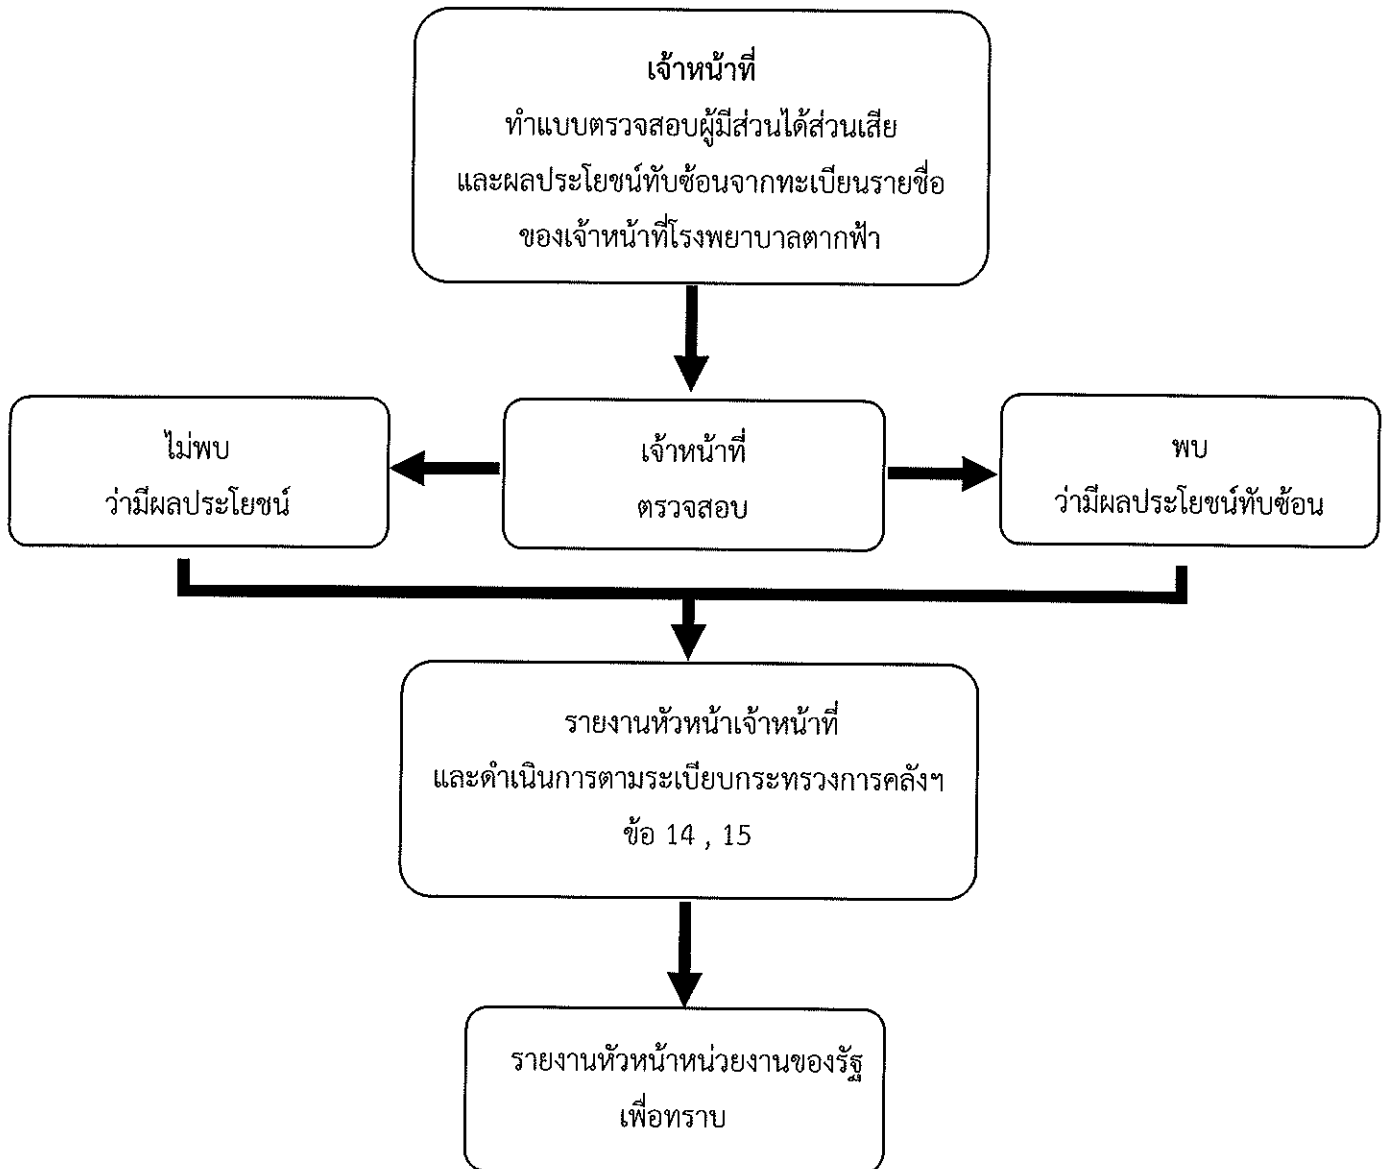 เจ้าหน้าที่
ทำแบบตรวจสอบผู้มีส่วนได้ส่วนเสีย
และผลประโยชน์ทับซ้อนจากทะเบียนรายชื่อ
ของเจ้าหน้าที่โรงพยาบาลตากฟ้า
ไม่พบ
ว่ามีผลประโยชน์
เจ้าหน้าที่
ตรวจสอบ
พบ
ว่ามีผลประโยชน์ทับซ้อน
รายงานหัวหน้าเจ้าหน้าที่
และดำเนินการตามระเบียบกระทรวงการคลังฯ
ข้อ 14 , 15
รายงานหัวหน้าหน่วยงานของรัฐ
เพื่อทราบ